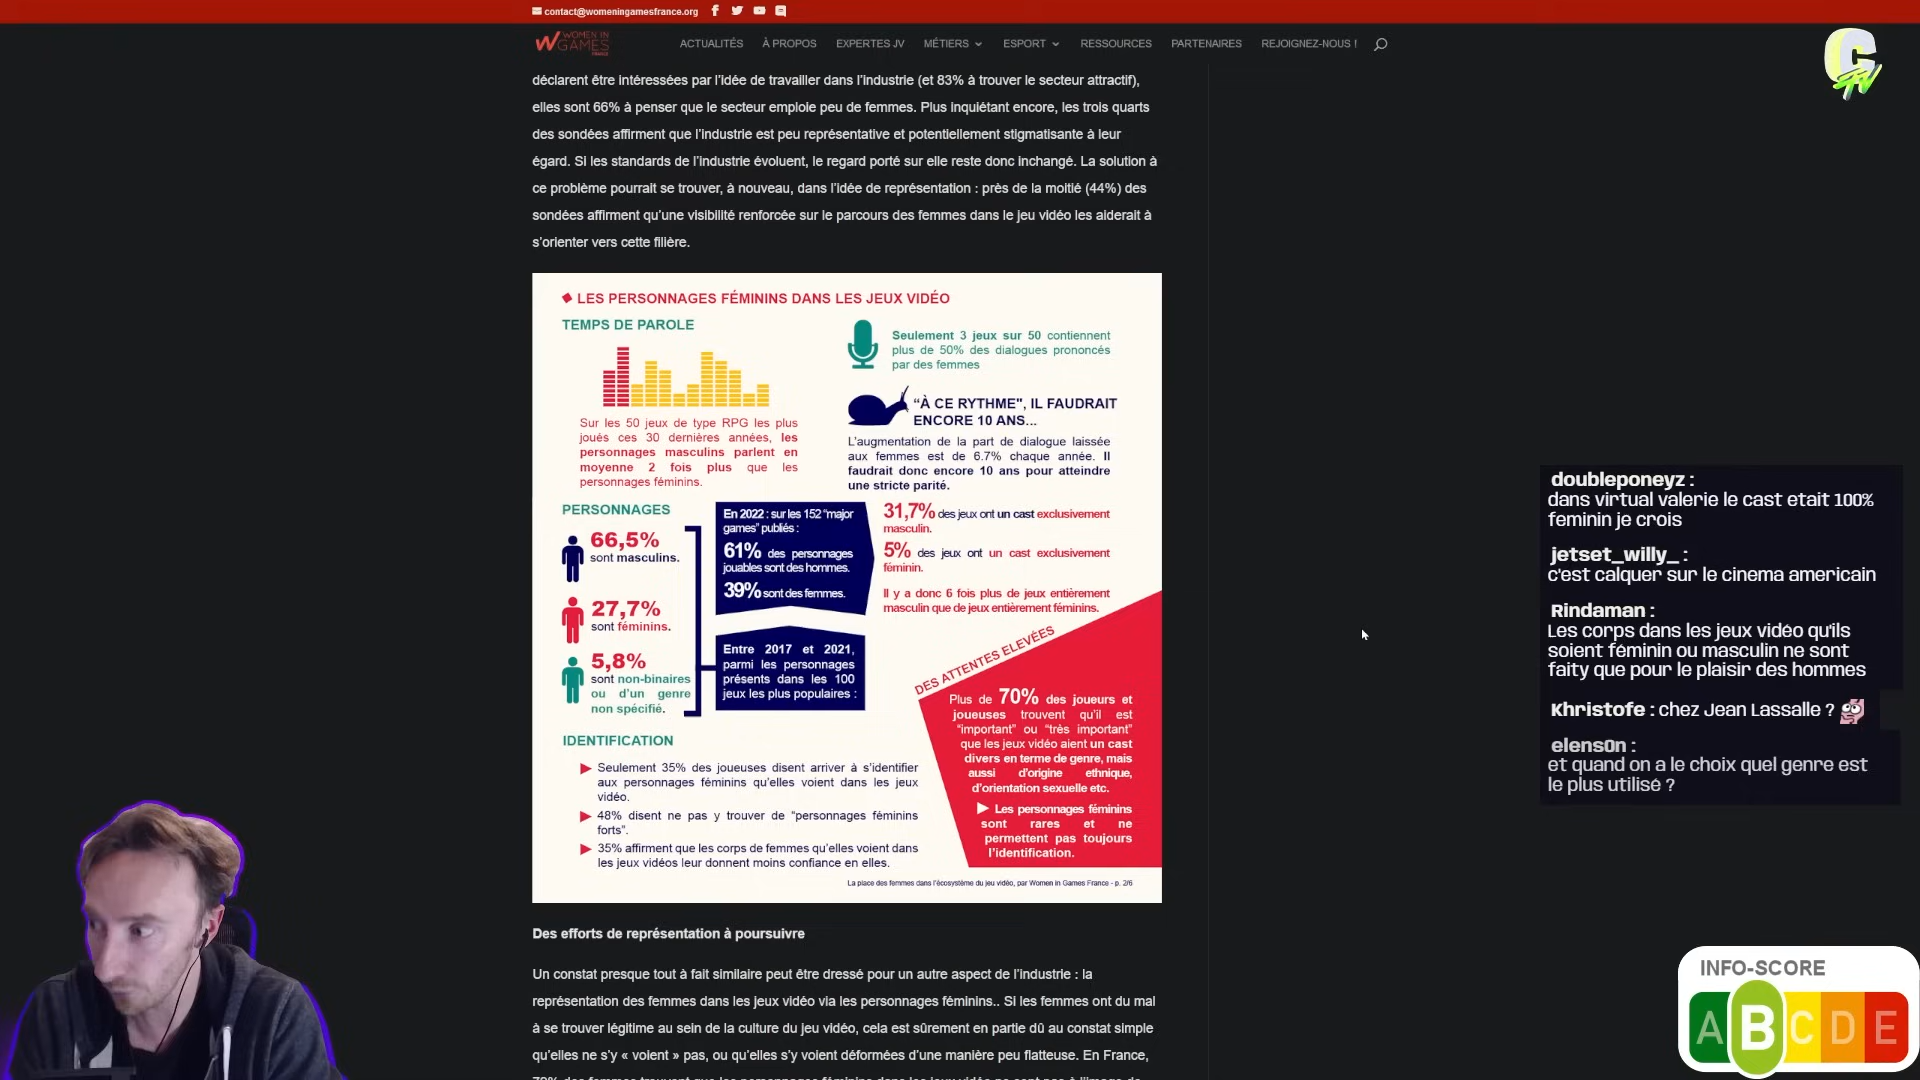 contact@womeningamesfrance.org
WOMEN IN
GAMES
FRANCE
ACTUALITÉS
À PROPOS
EXPERTES JV
MÉTIERS
ESPORT
RESSOURCES
PARTENAIRES
REJOIGNEZ-NOUS !
déclarent être intéressées par l'idée de travailler dans l'industrie (et 83% à trouver le secteur attractif),
elles sont 66% à penser que le secteur emploie peu de femmes. Plus inquiétant encore, les trois quarts
des sondées affirment que l'industrie est peu représentative et potentiellement stigmatisante à leur
égard. Si les standards de l'industrie évoluent, le regard porté sur elle reste donc inchangé. La solution à
ce problème pourrait se trouver, à nouveau, dans l'idée de représentation : près de la moitié (44%) des
sondées affirment qu'une visibilité renforcée sur le parcours des femmes dans le jeu vidéo les aiderait à
s'orienter vers cette filière.
LES PERSONNAGES FÉMININS DANS LES JEUX VIDÉO
TEMPS DE PAROLE
Sur les 50 jeux de type RPG les plus
joués ces 30 dernières années, les
personnages masculins parlent en
moyenne 2 fois plus que les
personnages féminins.
Seulement 3 jeux sur 50 contiennent
plus de 50% des dialogues prononcés
par des femmes
“À CE RYTHME", IL FAUDRAIT
ENCORE 10 ANS...
L'augmentation de la part de dialogue laissée
aux femmes est de 6.7% chaque année. Il
faudrait donc encore 10 ans pour atteindre
une stricte parité.
PERSONNAGES
66,5%
sont masculins.
27,7%
sont féminins.
5,8%
sont non-binaires
ou d'un genre
non spécifié.
En 2022 : sur les 152 “major
games” publiés :
61% des personnages
jouables sont des hommes.
39% sont des femmes.
Entre 2017 et 2021,
parmi les personnages
présents dans les 100
jeux les plus populaires :
31,7% des jeux ont un cast exclusivement
masculin.
5% des jeux ont un cast exclusivement
féminin.
Il y a donc 6 fois plus de jeux entièrement
masculin que de jeux entièrement féminins.
DES ATTENTES ELEVÉES
Plus de 70% des joueurs et
joueuses trouvent qu'il est
“important” ou “très important”
que les jeux vidéo aient un cast
divers en terme de genre, mais
aussi d'origine ethnique,
d'orientation sexuelle etc.
Les personnages féminins
sont rares et ne
permettent pas toujours
l'identification.
IDENTIFICATION
Seulement 35% des joueuses disent arriver à s'identifier
aux personnages féminins qu'elles voient dans les jeux
vidéo.
48% disent ne pas y trouver de “personnages féminins
forts”.
35% affirment que les corps de femmes qu'elles voient dans
les jeux vidéos leur donnent moins confiance en elles.
La place des femmes dans l'écosystème du jeu vidéo, par Women in Games France - p. 2/6
Des efforts de représentation à poursuivre
Un constat presque tout à fait similaire peut être dressé pour un autre aspect de l'industrie : la
représentation des femmes dans les jeux vidéo via les personnages féminins.. Si les femmes ont du mal
à se trouver légitime au sein de la culture du jeu vidéo, cela est sûrement en partie dû au constat simple
qu'elles ne s'y « voient » pas, ou qu'elles s'y voient déformées d'une manière peu flatteuse. En France,
doubleponeyz :
dans virtual valerie le cast etait 100%
feminin je crois
jetset_willy_ :
c'est calquer sur le cinema americain
Rindaman :
Les corps dans les jeux vidéo qu'ils
soient féminin ou masculin ne sont
faity que pour le plaisir des hommes
Khristofe : chez Jean Lassalle ?
elens0n :
et quand on a le choix quel genre est
le plus utilisé ?
INFO-SCORE
A B C D E
C
TV